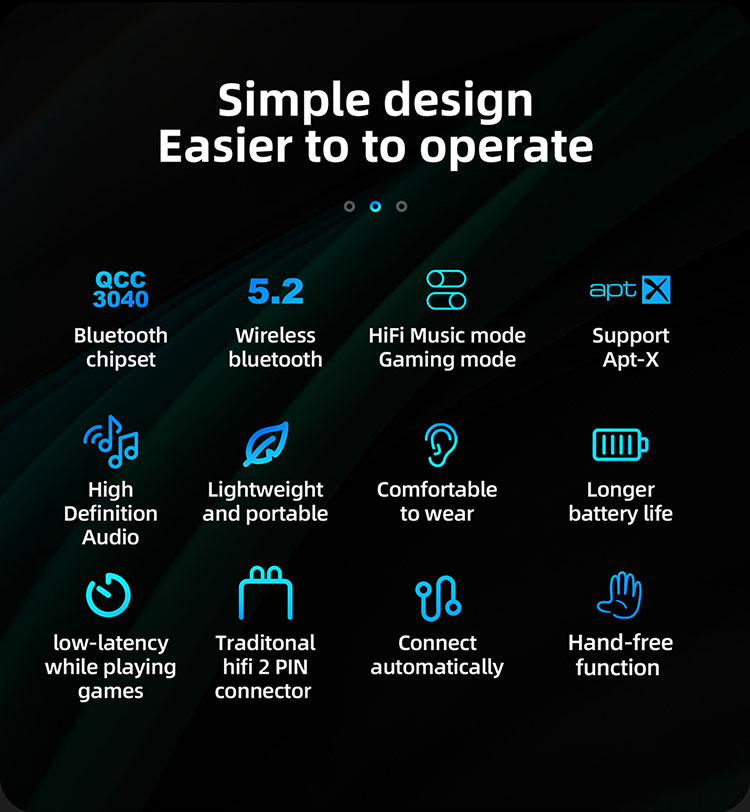 Simple design
Easier to to operate
QCC
3040
Bluetooth
chipset
5.2
Wireless
bluetooth
HiFi Music mode
Gaming mode
aptX
Support
Apt-X
High
Definition
Audio
Lightweight
and portable
Comfortable
to wear
Longer
battery life
low-latency
while playing
games
Traditonal
hifi 2 PIN
connector
Connect
automatically
Hand-free
function